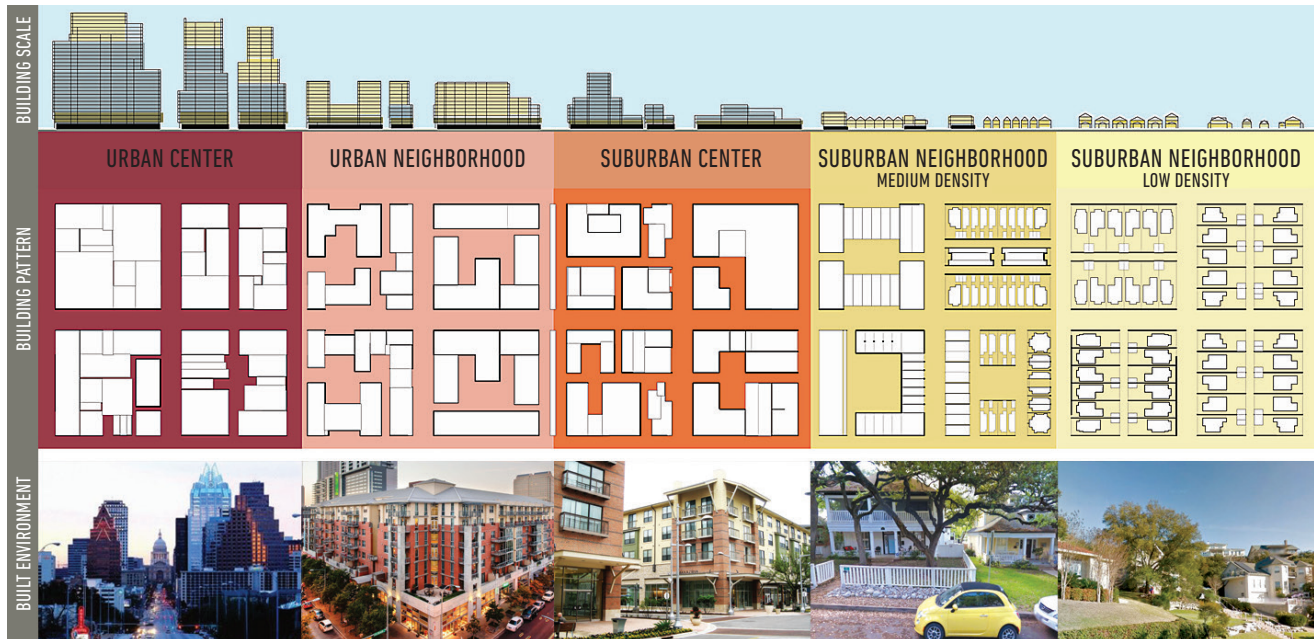 BUILDING SCALE
URBAN CENTER
URBAN NEIGHBORHOOD
SUBURBAN CENTER
SUBURBAN NEIGHBORHOOD
MEDIUM DENSITY
SUBURBAN NEIGHBORHOOD
LOW DENSITY
BUILDING PATTERN
BUILT ENVIRONMENT